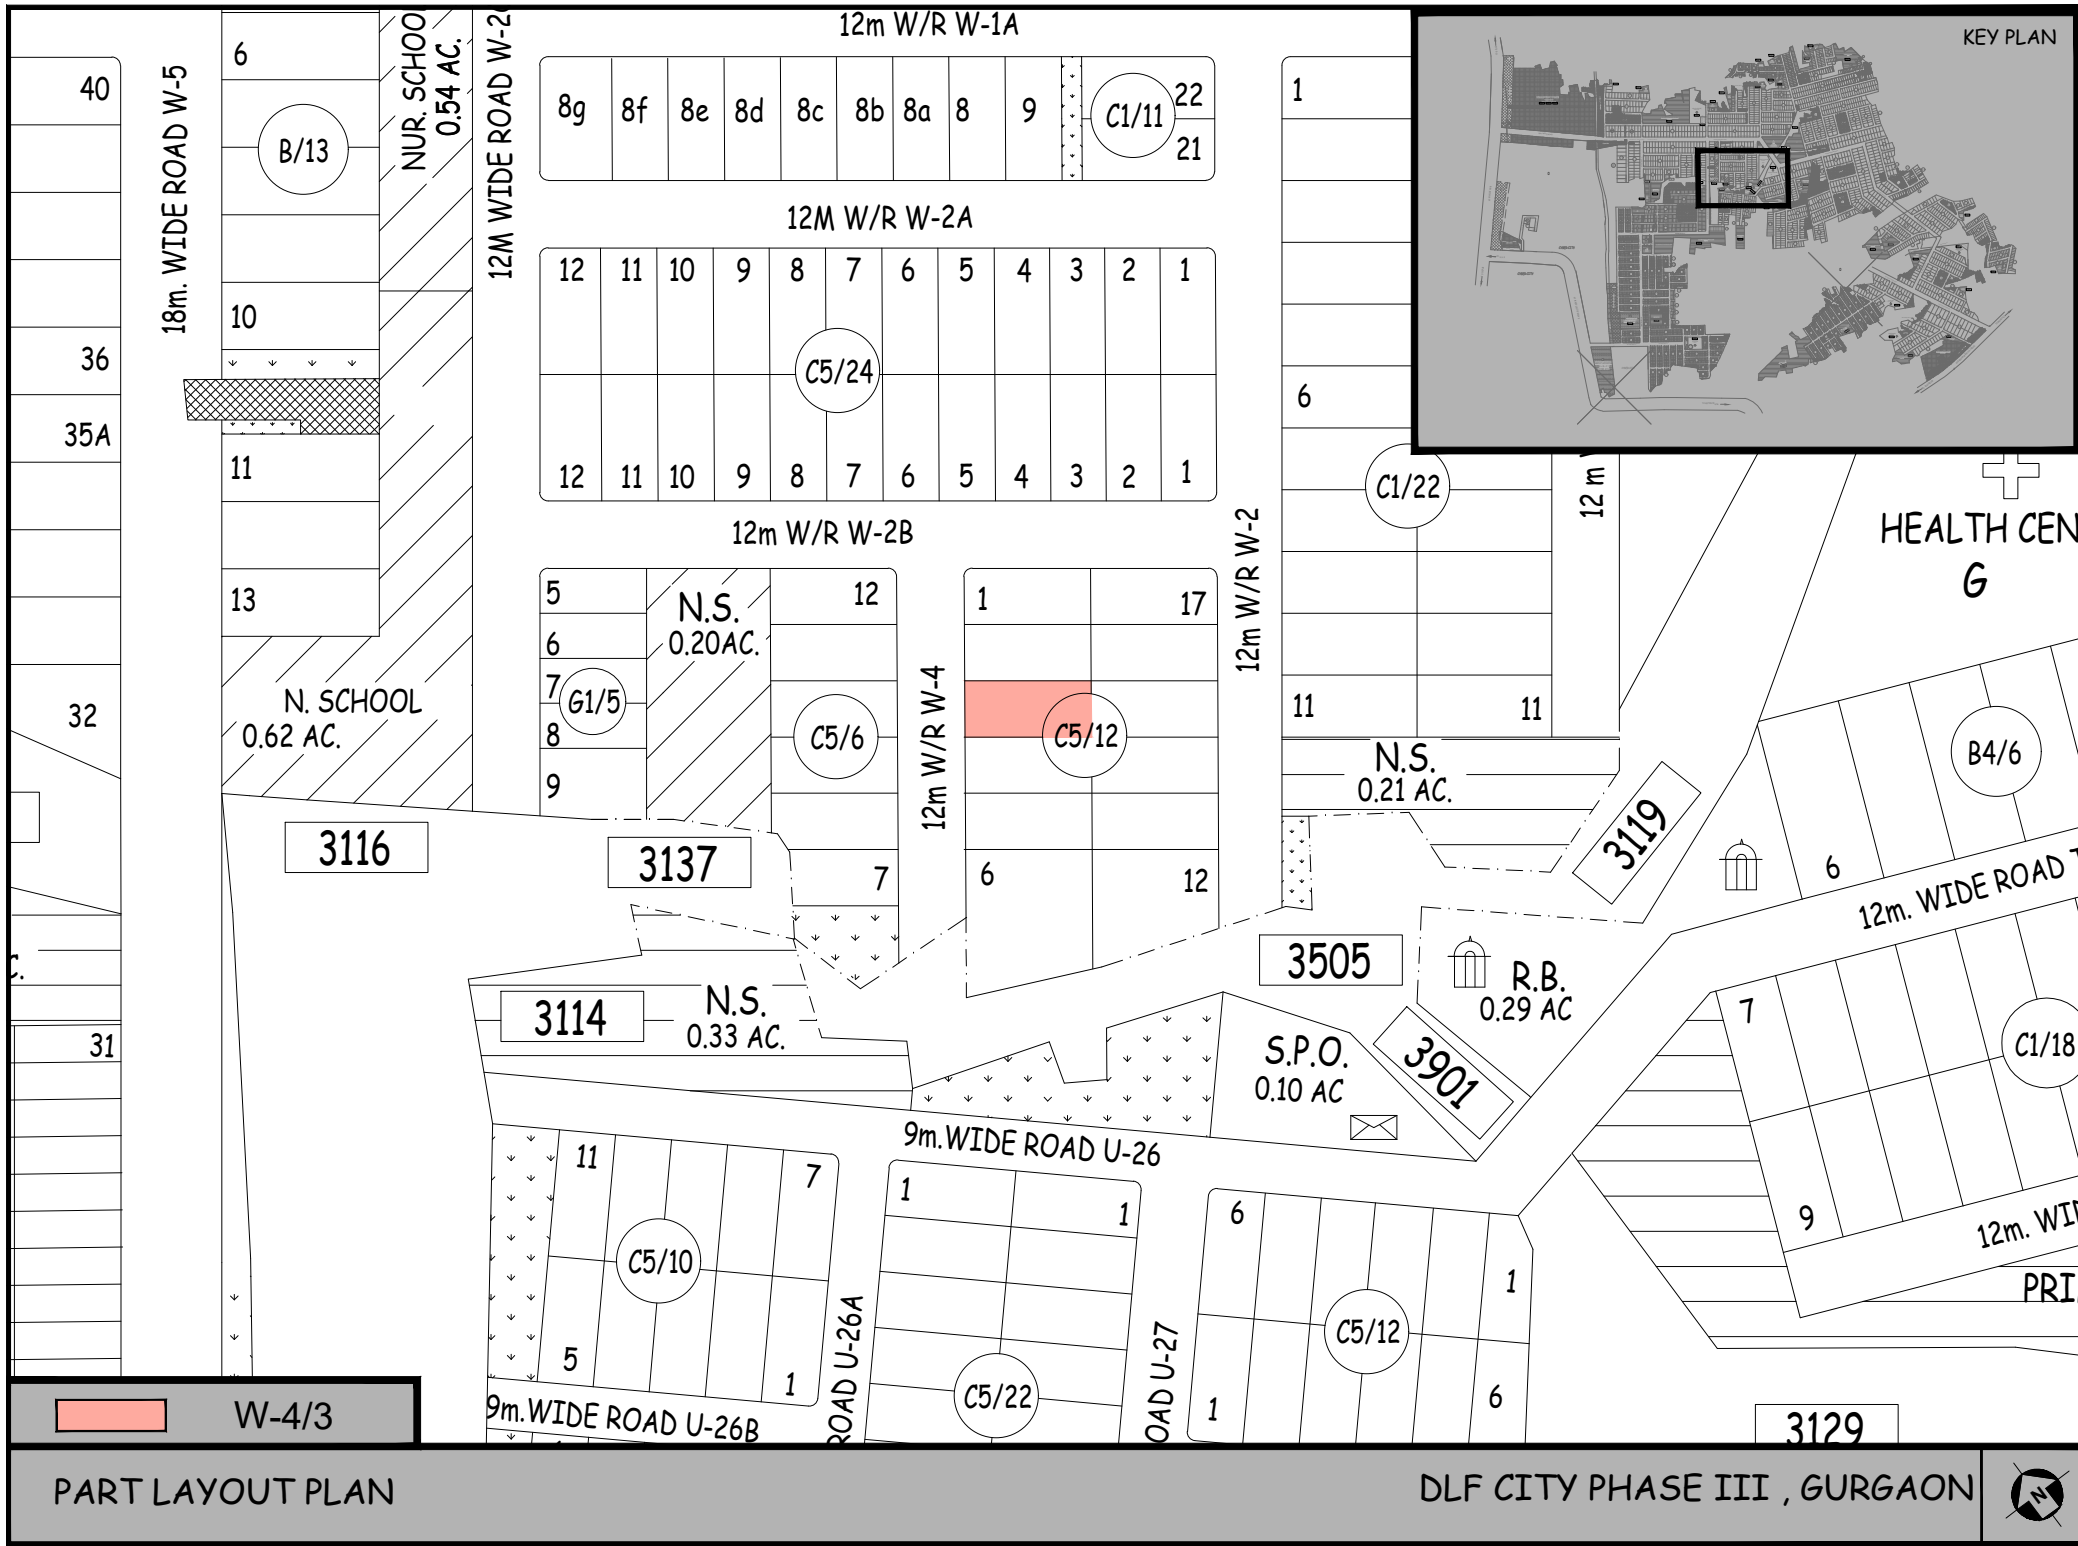 12m W/R W-1A
KEY PLAN
40
18m. WIDE ROAD W-5
6
B/13
NUR. SCHOOL
0.54 AC.
8g 8f 8e 8d 8c 8b 8a 8 9
C1/11
22
21
1
12M W/R W-2A
12 11 10 9 8 7 6 5 4 3 2 1
10
36
C5/24
6
35A
11
12 11 10 9 8 7 6 5 4 3 2 1
C1/22
12 m
HEALTH CEN
G
12m W/R W-2B
12m W/R W-2
13
5
6
7
8
9
G1/5
N.S.
0.20AC.
12
C5/6
7
12m W/R W-4
1
17
C5/12
6
12
N. SCHOOL
0.62 AC.
32
11
11
N.S.
0.21 AC.
B4/6
3116
3137
3119
6
12m. WIDE ROAD
3505
R.B.
0.29 AC
3114
N.S.
0.33 AC.
31
S.P.O.
0.10 AC
3901
7
C1/18
9
12m. WI
9m.WIDE ROAD U-26
11
7
C5/10
5
1
ROAD U-26A
1
1
C5/22
6
1
C5/12
1
6
9m.WIDE ROAD U-26B
3129
W-4/3
PART LAYOUT PLAN
DLF CITY PHASE III , GURGAON
N